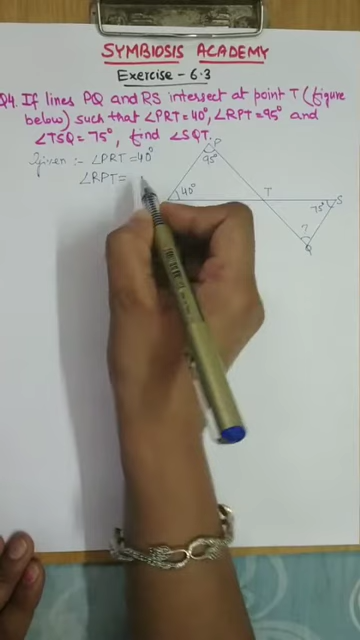 SYMBIOSIS ACADEMY
Exercise - 6.3
Q4. If lines PQ and RS intersect at point T (figure
below) such that ∠PRT = 40°, ∠RPT = 95° and
∠TSQ = 75°, find ∠SQT.
Given :- ∠PRT = 40°
∠RPT =
P
95°
40°
T
S
75°
?
Q